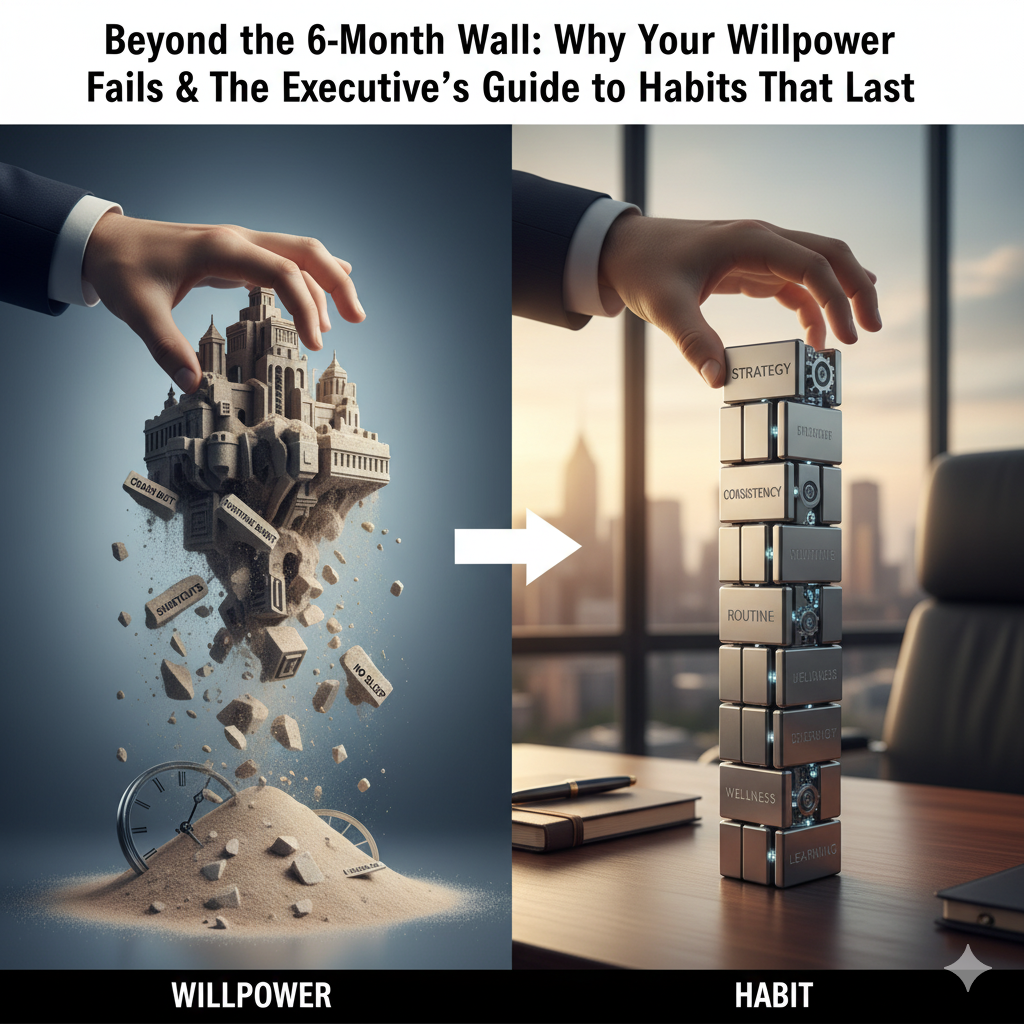 Beyond the 6-Month Wall: Why Your Willpower
Fails & The Executive's Guide to Habits That Last
SHORTCUTS
NO SLEEP
STRATEGY
CONSISTENCY
ROUTINE
WELLNESS
LEARNING
WILLPOWER
HABIT